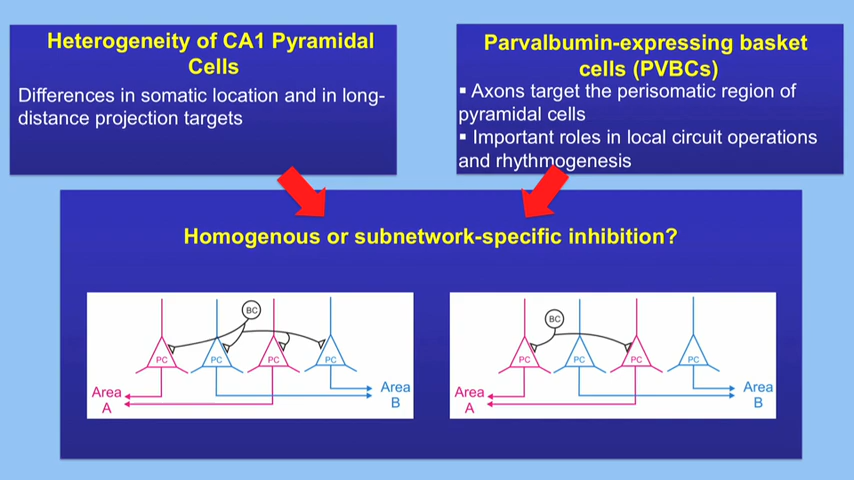 Heterogeneity of CA1 Pyramidal
Cells
Differences in somatic location and in long-
distance projection targets
Parvalbumin-expressing basket
cells (PVBCs)
▪ Axons target the perisomatic region of
pyramidal cells
▪ Important roles in local circuit operations
and rhythmogenesis
Homogenous or subnetwork-specific inhibition?
BC
PC PC PC PC
Area
A
Area
B
BC
PC PC PC PC
Area
A
Area
B